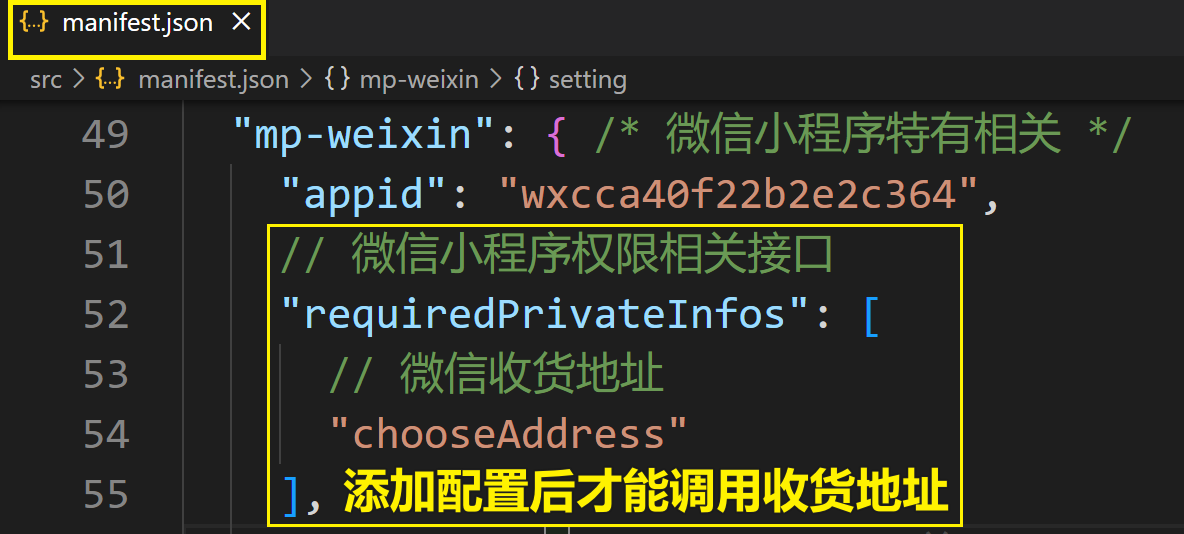 {..} manifest.json ×
src > {..} manifest.json > {} mp-weixin > {} setting
49 "mp-weixin": { /* 微信小程序特有相关 */
50 "appid": "wxcca40f22b2e2c364",
51 // 微信小程序权限相关接口
52 "requiredPrivateInfos": [
53 // 微信收货地址
54 "chooseAddress"
55 ], 添加配置后才能调用收货地址